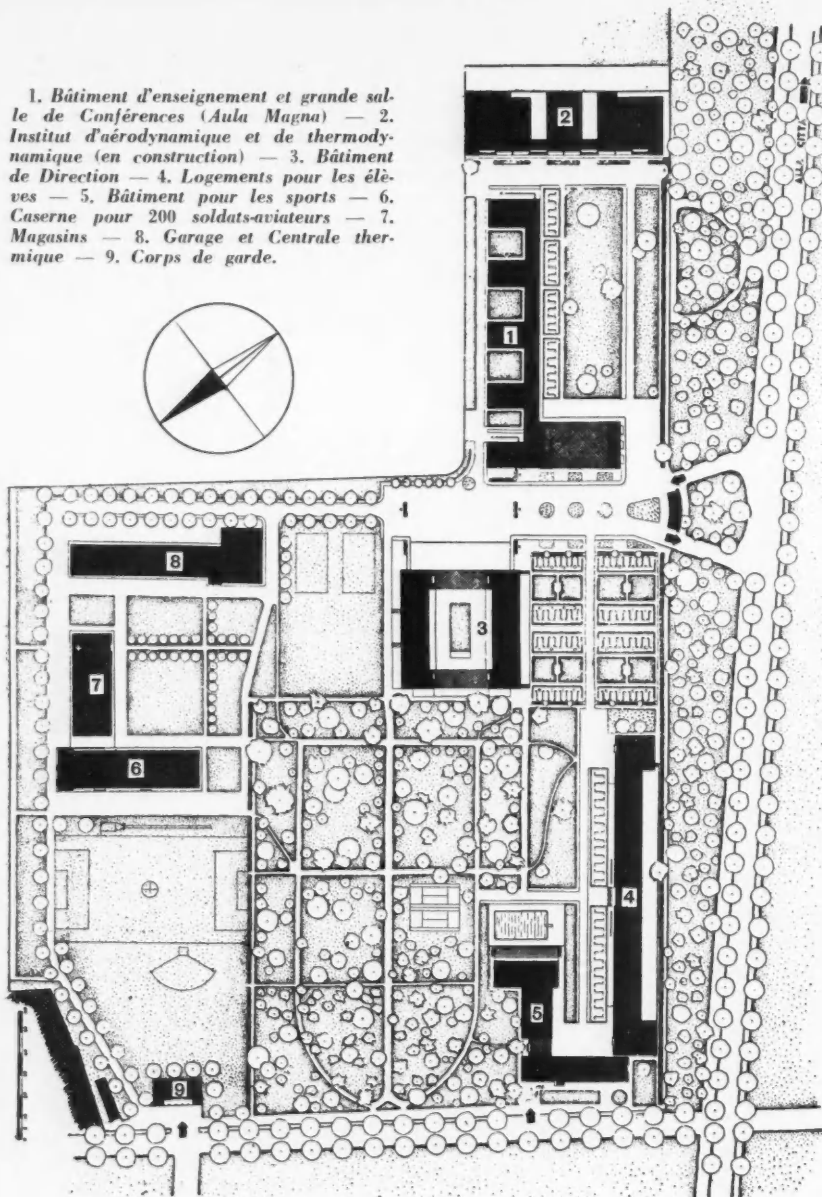 1. Bâtiment d'enseignement et grande sal-
le de Conférences (Aula Magna) — 2.
Institut d'aérodynamique et de thermody-
namique (en construction) — 3. Bâtiment
de Direction — 4. Logements pour les élè-
ves — 5. Bâtiment pour les sports — 6.
Caserne pour 200 soldats-aviateurs — 7.
Magasins — 8. Garage et Centrale ther-
mique — 9. Corps de garde.
ALLA CITTA
2
1
8
3
7
6
4
5
9